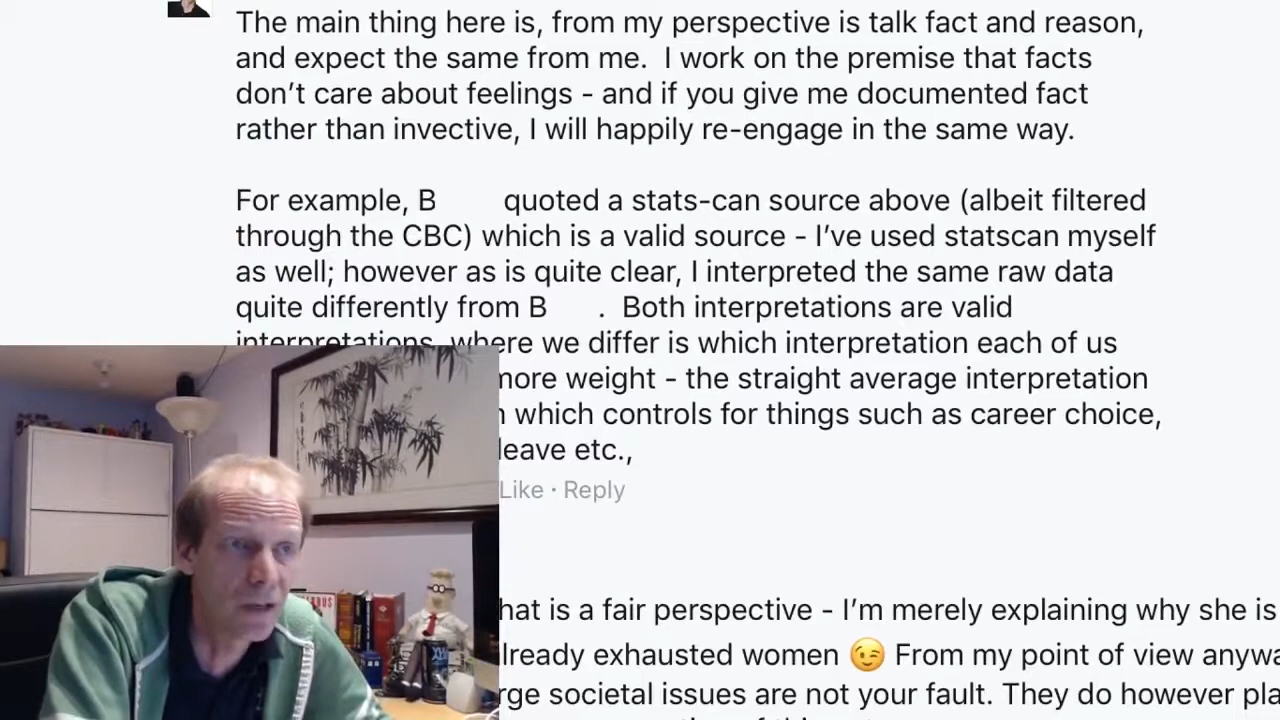 The main thing here is, from my perspective is talk fact and reason,
and expect the same from me.  I work on the premise that facts
don’t care about feelings - and if you give me documented fact
rather than invective, I will happily re-engage in the same way.
For example, B quoted a stats-can source above (albeit filtered
through the CBC) which is a valid source - I’ve used statscan myself
as well; however as is quite clear, I interpreted the same raw data
quite differently from B .  Both interpretations are valid
interpretations, where we differ is which interpretation each of us
more weight - the straight average interpretation
which controls for things such as career choice,
leave etc.,
Like · Reply
hat is a fair perspective - I’m merely explaining why she is
lready exhausted women 😉 From my point of view anywa
rge societal issues are not your fault. They do however pla